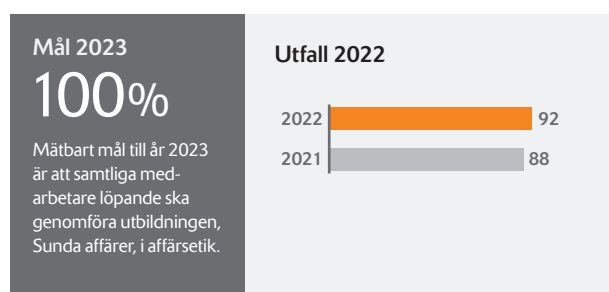 Mål 2023
100%
Mätbart mål till år 2023
är att samtliga med-
arbetare löpande ska
genomföra utbildningen,
Sunda affärer, i affärsetik.
Utfall 2022
2022 92
2021 88